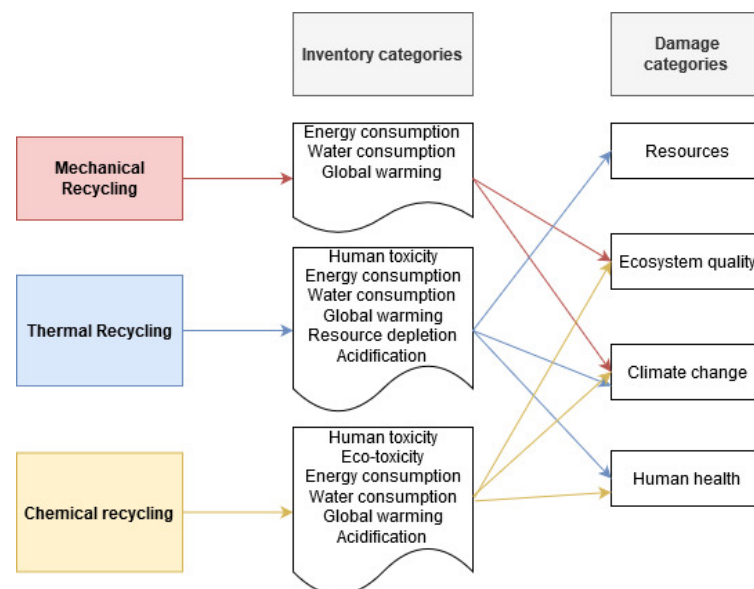 Inventory categories
Damage
categories
Mechanical
Recycling
Energy consumption
Water consumption
Global warming
Resources
Ecosystem quality
Thermal Recycling
Human toxicity
Energy consumption
Water consumption
Global warming
Resource depletion
Acidification
Climate change
Chemical recycling
Human toxicity
Eco-toxicity
Energy consumption
Water consumption
Global warming
Acidification
Human health